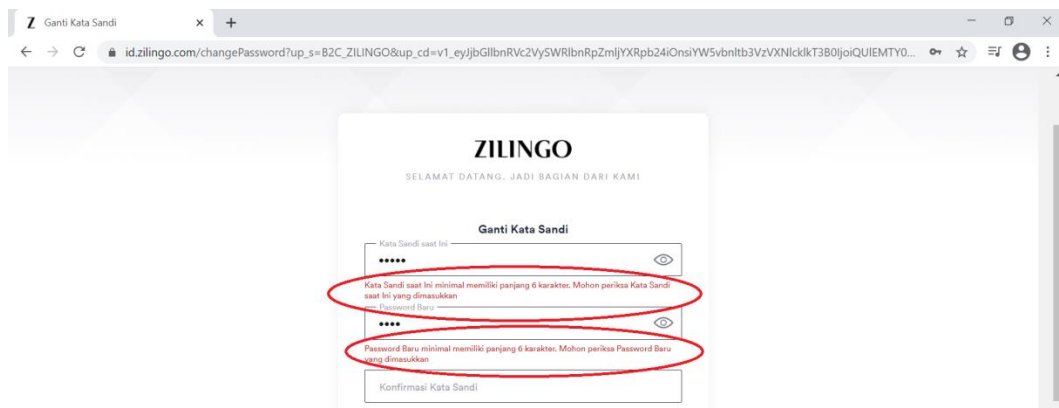 Z Ganti Kata Sandi
id.zilingo.com/changePassword?up_s=B2C_ZILINGO&up_cd=v1_eyJjbGllbnRVc2VySWRlbnRpZmljYXRpb24iOnsiYW5vbnltb3VzVXNlcklkT3B0IjoiQUlEMTY0...
ZILINGO
SELAMAT DATANG, JADI BAGIAN DARI KAMI
Ganti Kata Sandi
Kata Sandi saat Ini
Kata Sandi saat Ini minimal memiliki panjang 6 karakter. Mohon periksa Kata Sandi
saat Ini yang dimasukkan
Password Baru
Password Baru minimal memiliki panjang 6 karakter. Mohon periksa Password Baru
yang dimasukkan
Konfirmasi Kata Sandi